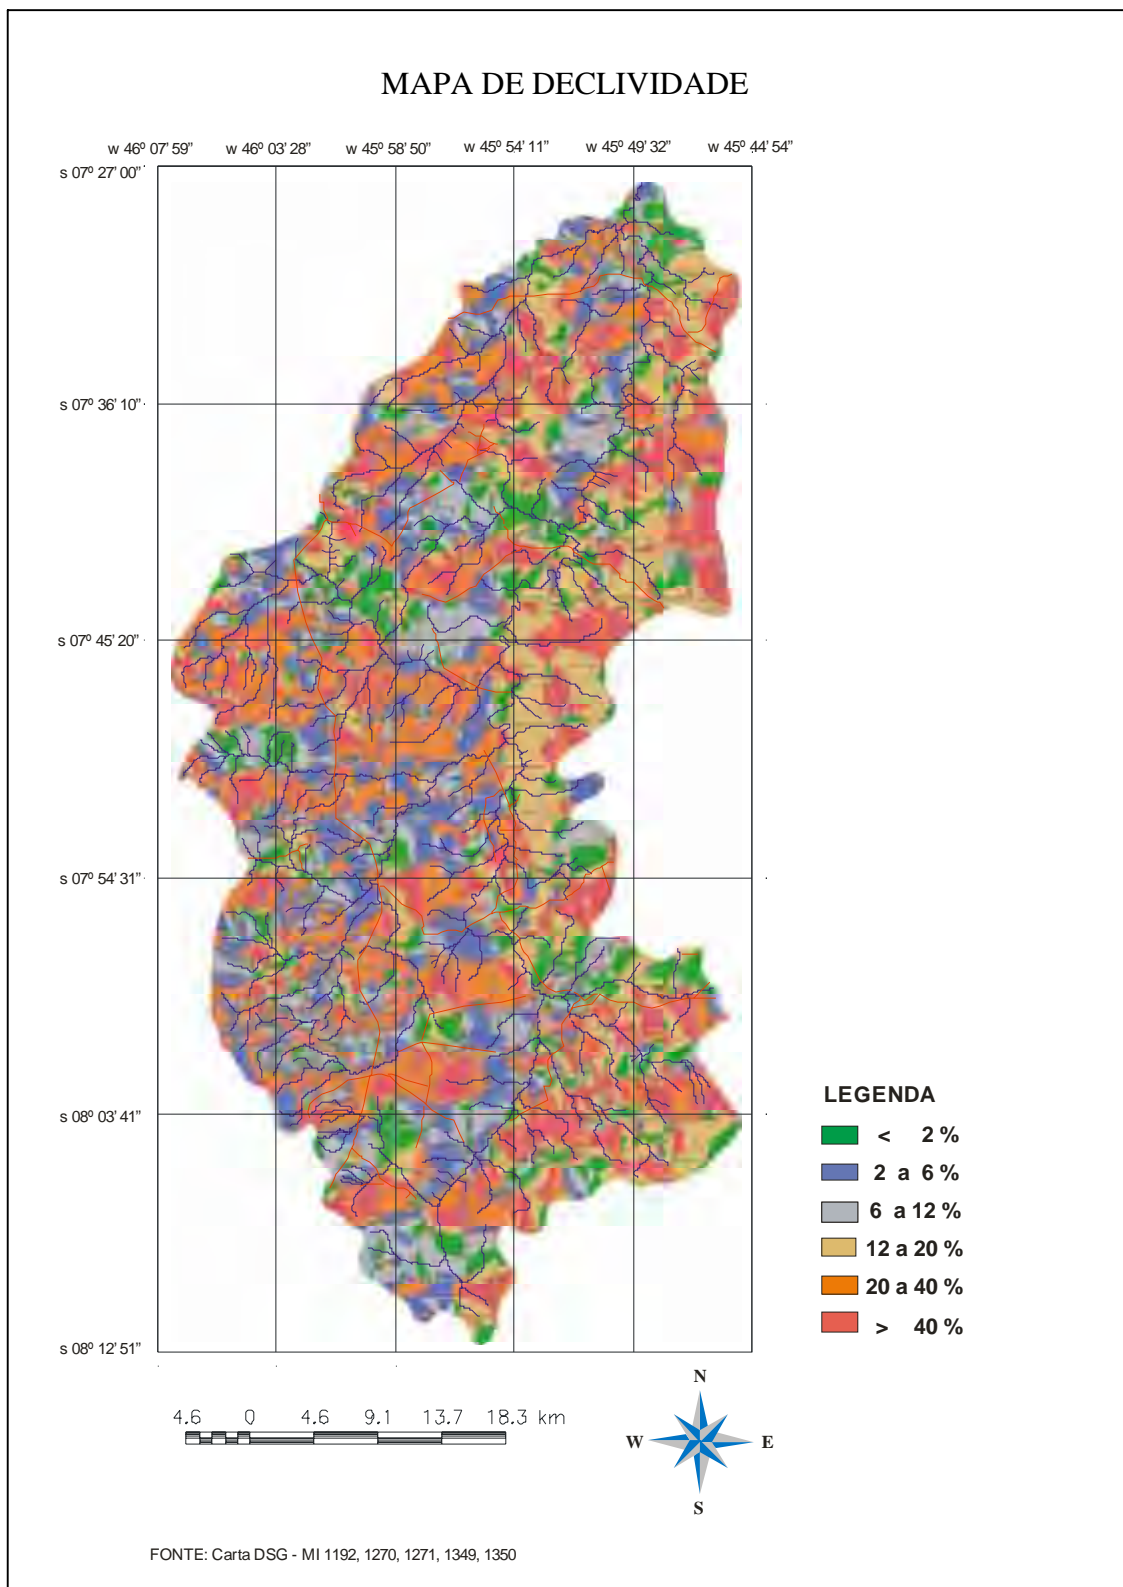 MAPA DE DECLIVIDADE
w 46º 07' 59" w 46º 03' 28" w 45º 58' 50" w 45º 54' 11" w 45º 49' 32" w 45º 44' 54"
s 07º 27' 00"
s 07º 36' 10"
s 07º 45' 20"
s 07º 54' 31"
s 08º 03' 41"
s 08º 12' 51"
LEGENDA
< 2 %
2 a 6 %
6 a 12 %
12 a 20 %
20 a 40 %
> 40 %
4.6 0 4.6 9.1 13.7 18.3 km
N
W E
S
FONTE: Carta DSG - MI 1192, 1270, 1271, 1349, 1350